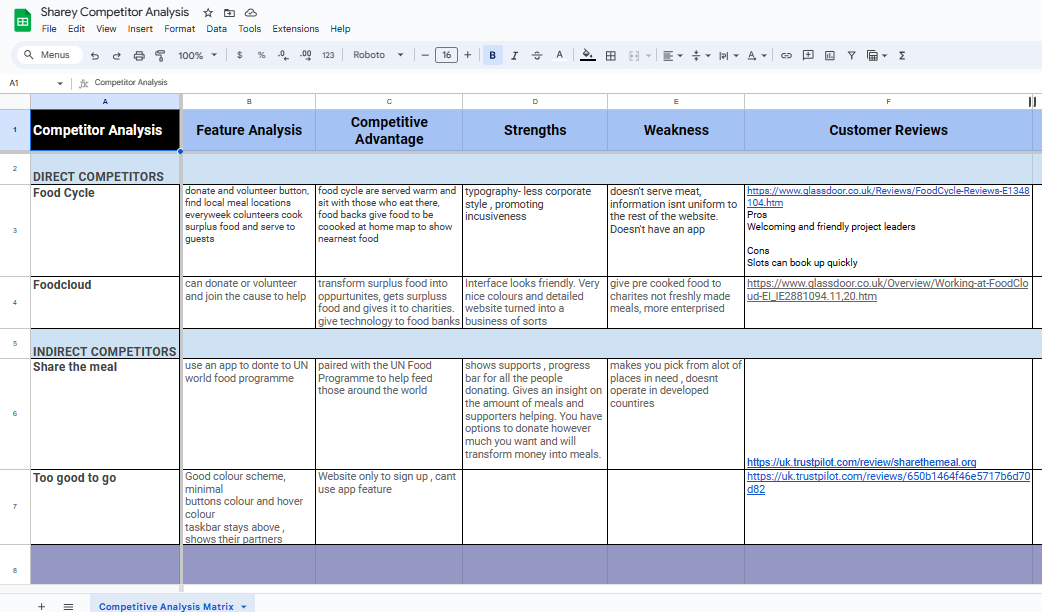 Sharey Competitor Analysis
File Edit View Insert Format Data Tools Extensions Help
Menus 100% $ % .0 .00 123 Roboto 16 B I A
A1 fx Competitor Analysis
A B C D E F
1 Competitor Analysis Feature Analysis Competitive Advantage Strengths Weakness Customer Reviews
2 DIRECT COMPETITORS
3
Food Cycle
donate and volunteer button,
find local meal locations
everyweek colunteers cook
surplus food and serve to
guests
food cycle are served warm and
sit with those who eat there,
food backs give food to be
coooked at home map to show
nearnest food
typography- less corporate
style , promoting
incusiveness
doesn't serve meat,
information isnt uniform to
the rest of the website.
Doesn't have an app
https://www.glassdoor.co.uk/Reviews/FoodCycle-Reviews-E1348
104.htm
Pros
Welcoming and friendly project leaders
Cons
Slots can book up quickly
4
Foodcloud
can donate or volunteer
and join the cause to help
transform surplus food into
oppurtunites, gets surpluss
food and gives it to charities.
give technology to food banks
Interface looks friendly. Very
nice colours and detailed
website turned into a
business of sorts
give pre cooked food to
charites not freshly made
meals, more enterprised
https://www.glassdoor.co.uk/Overview/Working-at-FoodClo
ud-EI_IE2881094.11,20.htm
5 INDIRECT COMPETITORS
6
Share the meal
use an app to donte to UN
world food programme
paired with the UN Food
Programme to help feed
those around the world
shows supports , progress
bar for all the people
donating. Gives an insight on
the amount of meals and
supporters helping. You have
options to donate however
much you want and will
transform money into meals.
makes you pick from alot of
places in need , doesnt
operate in developed
countires
https://uk.trustpilot.com/review/sharethemeal.org
7
Too good to go
Good colour scheme,
minimal
buttons colour and hover
colour
taskbar stays above ,
shows their partners
Website only to sign up , cant
use app feature
https://uk.trustpilot.com/reviews/650b1464f46e5717b6d70
d82
8
Competitive Analysis Matrix